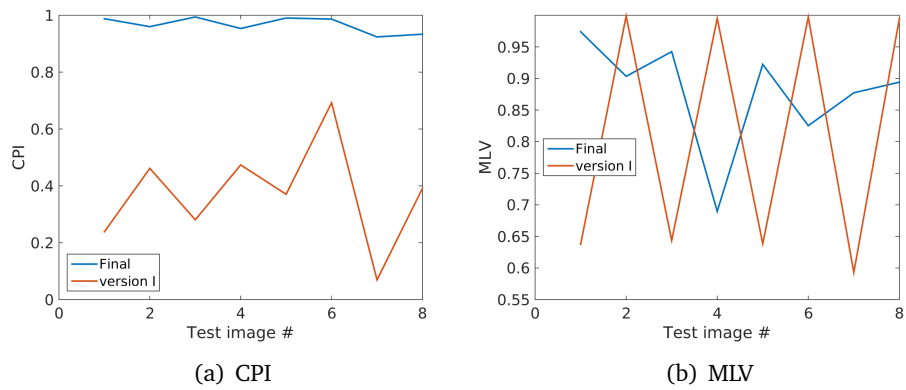 1
0.8
0.6
0.4
0.2
0
CPI
Final
version I
0 2 4 6 8
Test image #
(a) CPI
0.95
0.9
0.85
0.8
0.75
0.7
0.65
0.6
0.55
MLV
Final
version I
0 2 4 6 8
Test image #
(b) MLV